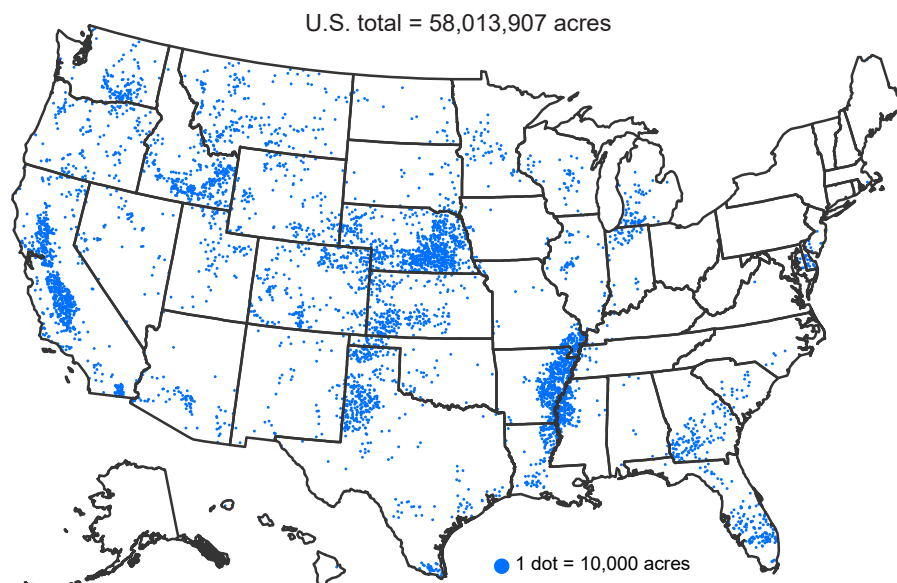 U.S. total = 58,013,907 acres
1 dot = 10,000 acres